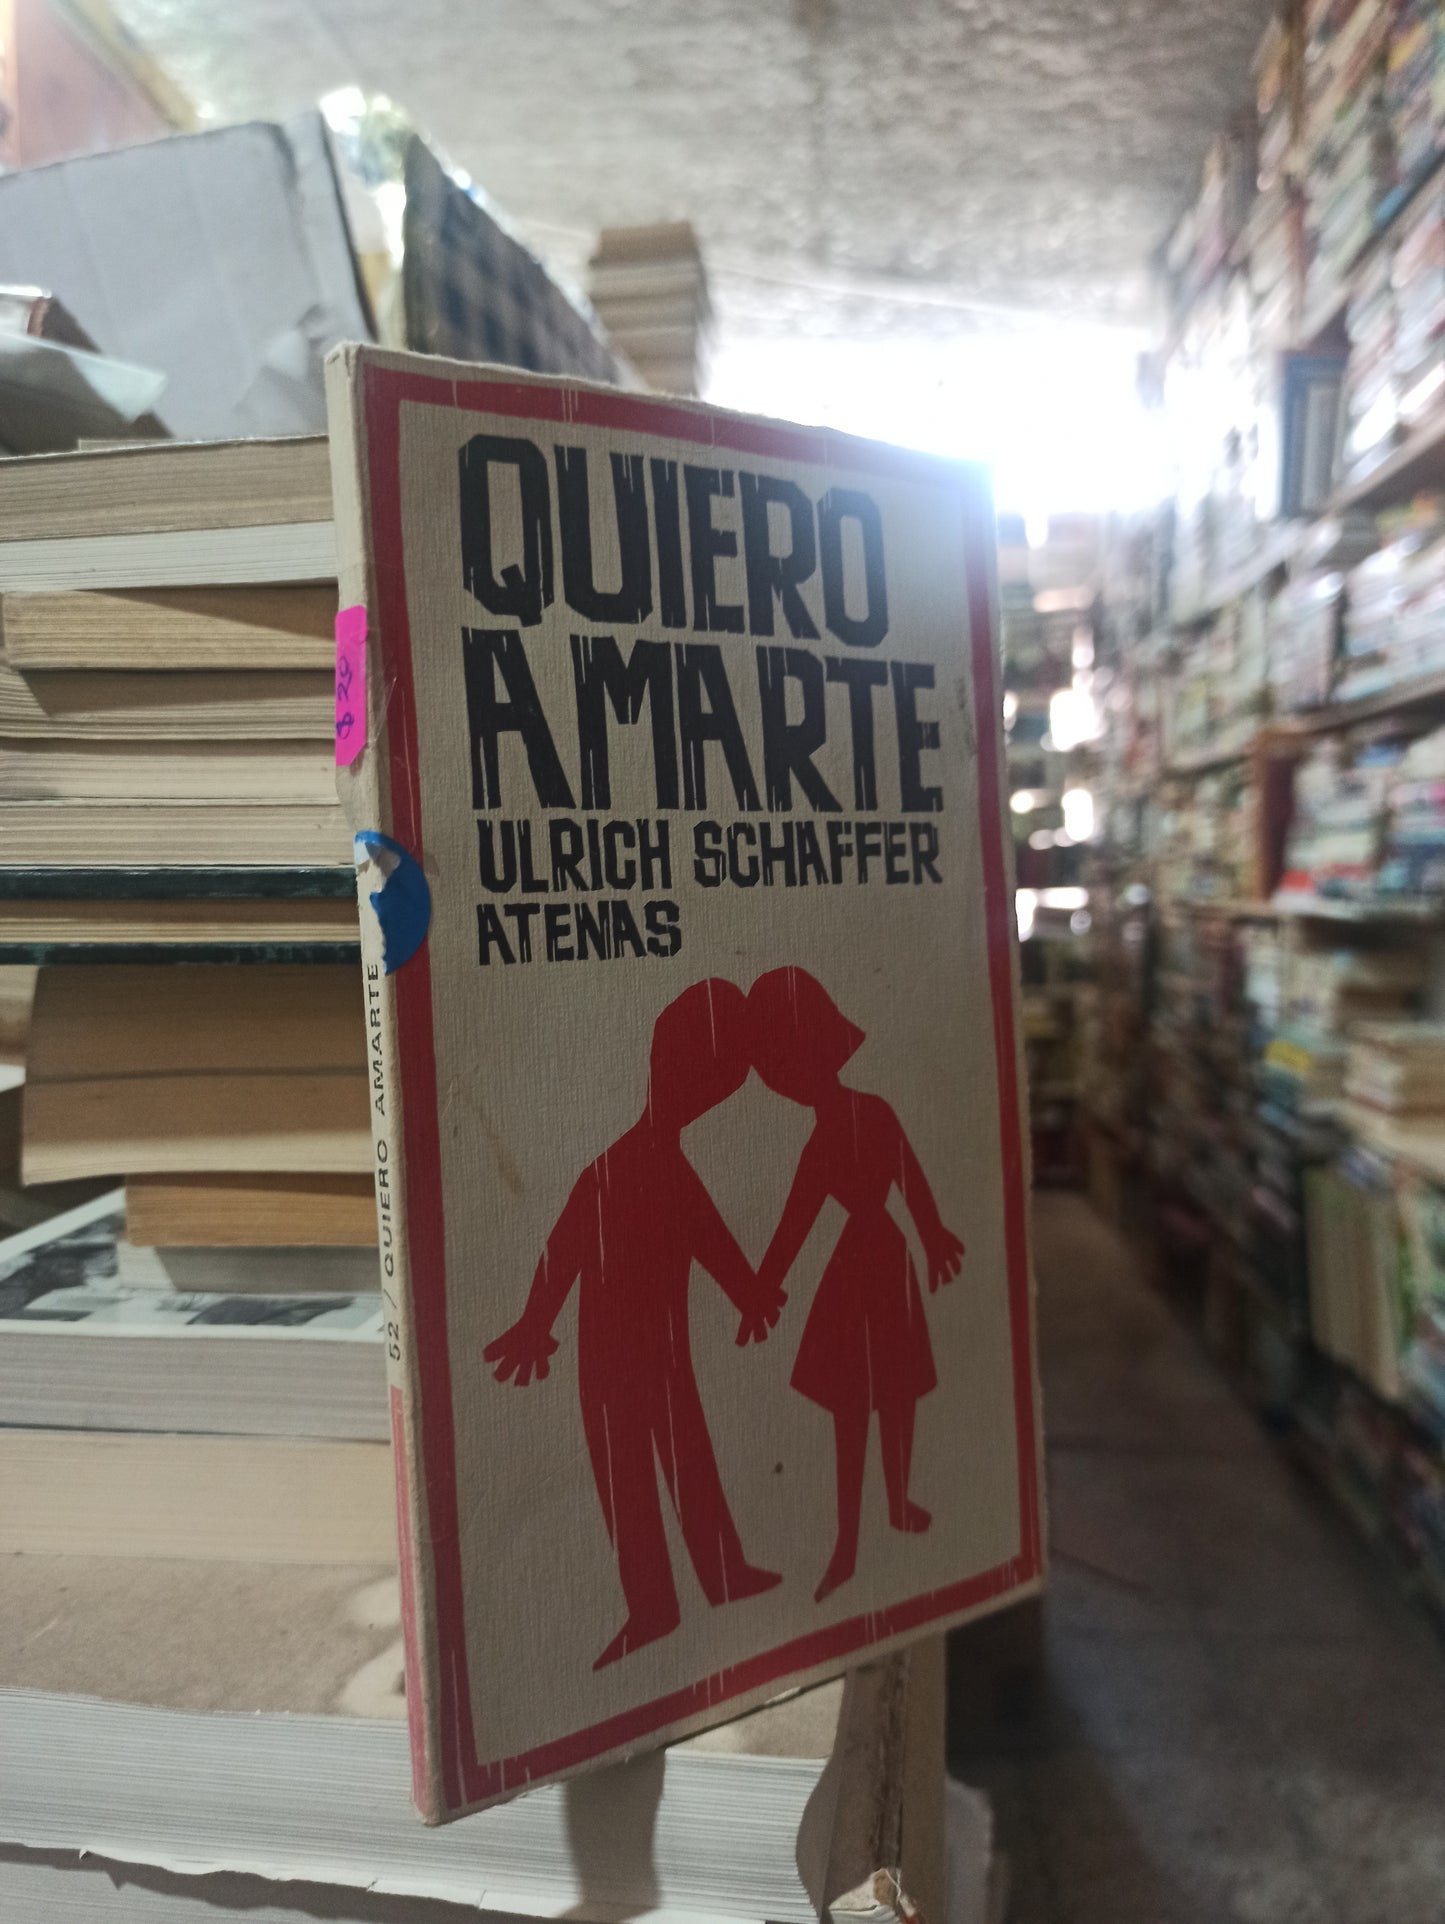 QUIERO
AMARTE
ULRICH SCHAFFER
ATENAS
52 / QUIERO AMARTE